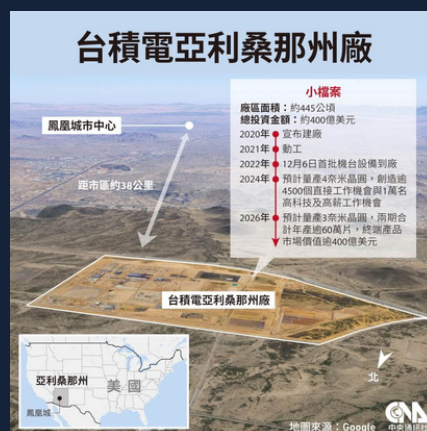 台積電亞利桑那州廠
小檔案
廠區面積：約445公頃
總投資金額：約400億美元
2020年 宣布建廠
2021年 動工
2022年 12月6日首批機台設備到廠
2024年 預計量產4奈米晶圓，創造逾
4500個直接工作機會與1萬名
高科技及高薪工作機會
2026年 預計量產3奈米晶圓，兩期合
計年產逾60萬片，終端產品
市場價值逾400億美元
鳳凰城市中心
距市區約38公里
台積電亞利桑那州廠
美國
亞利桑那州
鳳凰城
北
地圖來源：Google
CNA
中央通訊社